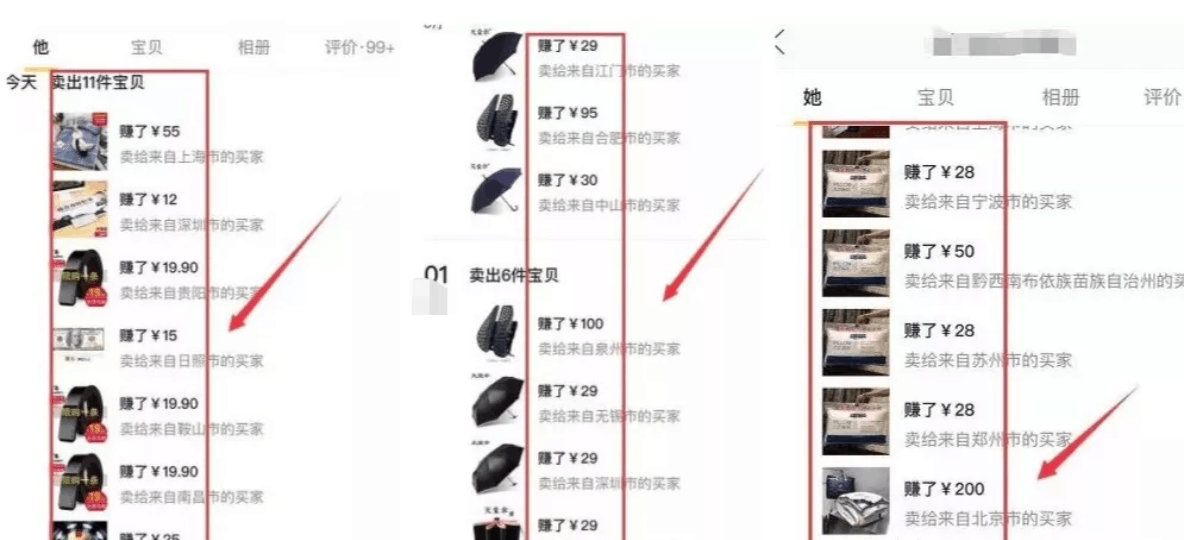 他 宝贝 相册 评价·99+
今天 卖出11件宝贝
赚了￥55
卖给来自上海市的买家
赚了￥12
卖给来自深圳市的买家
赚了￥19.90
卖给来自贵阳市的买家
赚了￥15
卖给来自日照市的买家
赚了￥19.90
卖给来自鞍山市的买家
赚了￥19.90
卖给来自南昌市的买家
赚了￥25
赚了￥29
卖给来自江门市的买家
赚了￥95
卖给来自合肥市的买家
赚了￥30
卖给来自中山市的买家
01 卖出6件宝贝
赚了￥100
卖给来自泉州市的买家
赚了￥29
卖给来自无锡市的买家
赚了￥29
卖给来自深圳市的买家
赚了￥29
她 宝贝 相册 评价
卖给来自上海市的买家
赚了￥28
卖给来自宁波市的买家
赚了￥50
卖给来自黔西南布依族苗族自治州的买
赚了￥28
卖给来自苏州市的买家
赚了￥28
卖给来自郑州市的买家
赚了￥200
卖给来自北京市的买家